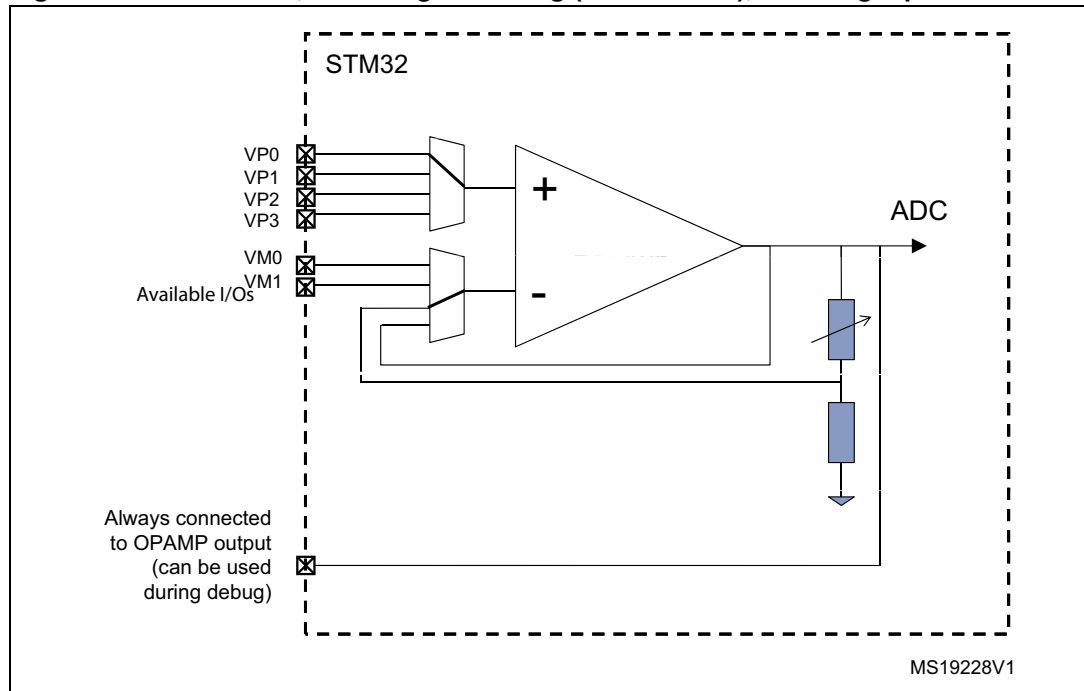 STM32
VP0
VP1
VP2
VP3
VM0
VM1
Available I/Os
+
-
ADC
Always connected
to OPAMP output
(can be used
during debug)
MS19228V1